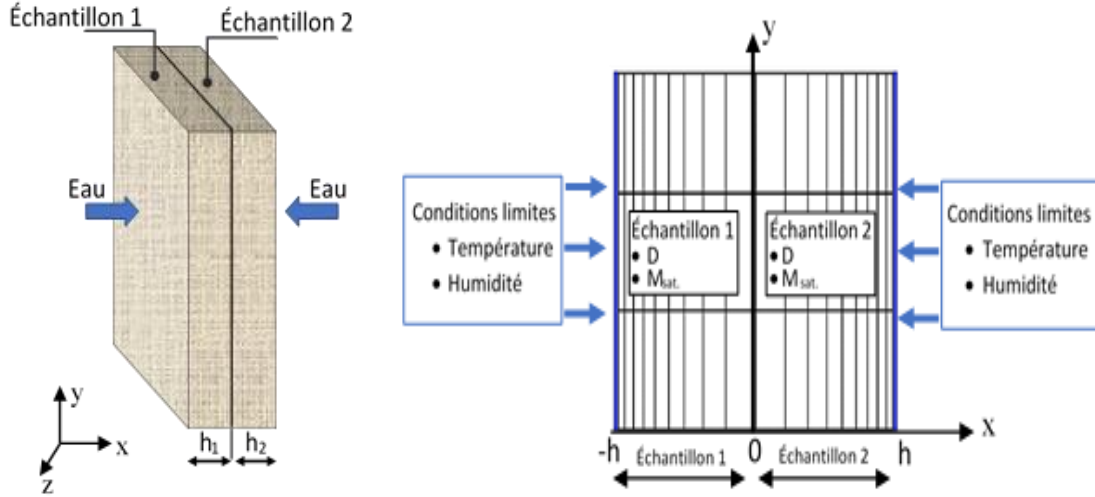 Échantillon 1
Échantillon 2
Eau
Eau
y
x
z
h₁
h₂
y
Conditions limites
• Température
• Humidité
Échantillon 1
• D
• Msat.
Échantillon 2
• D
• Msat.
Conditions limites
• Température
• Humidité
x
-h
0
h
Échantillon 1
Échantillon 2